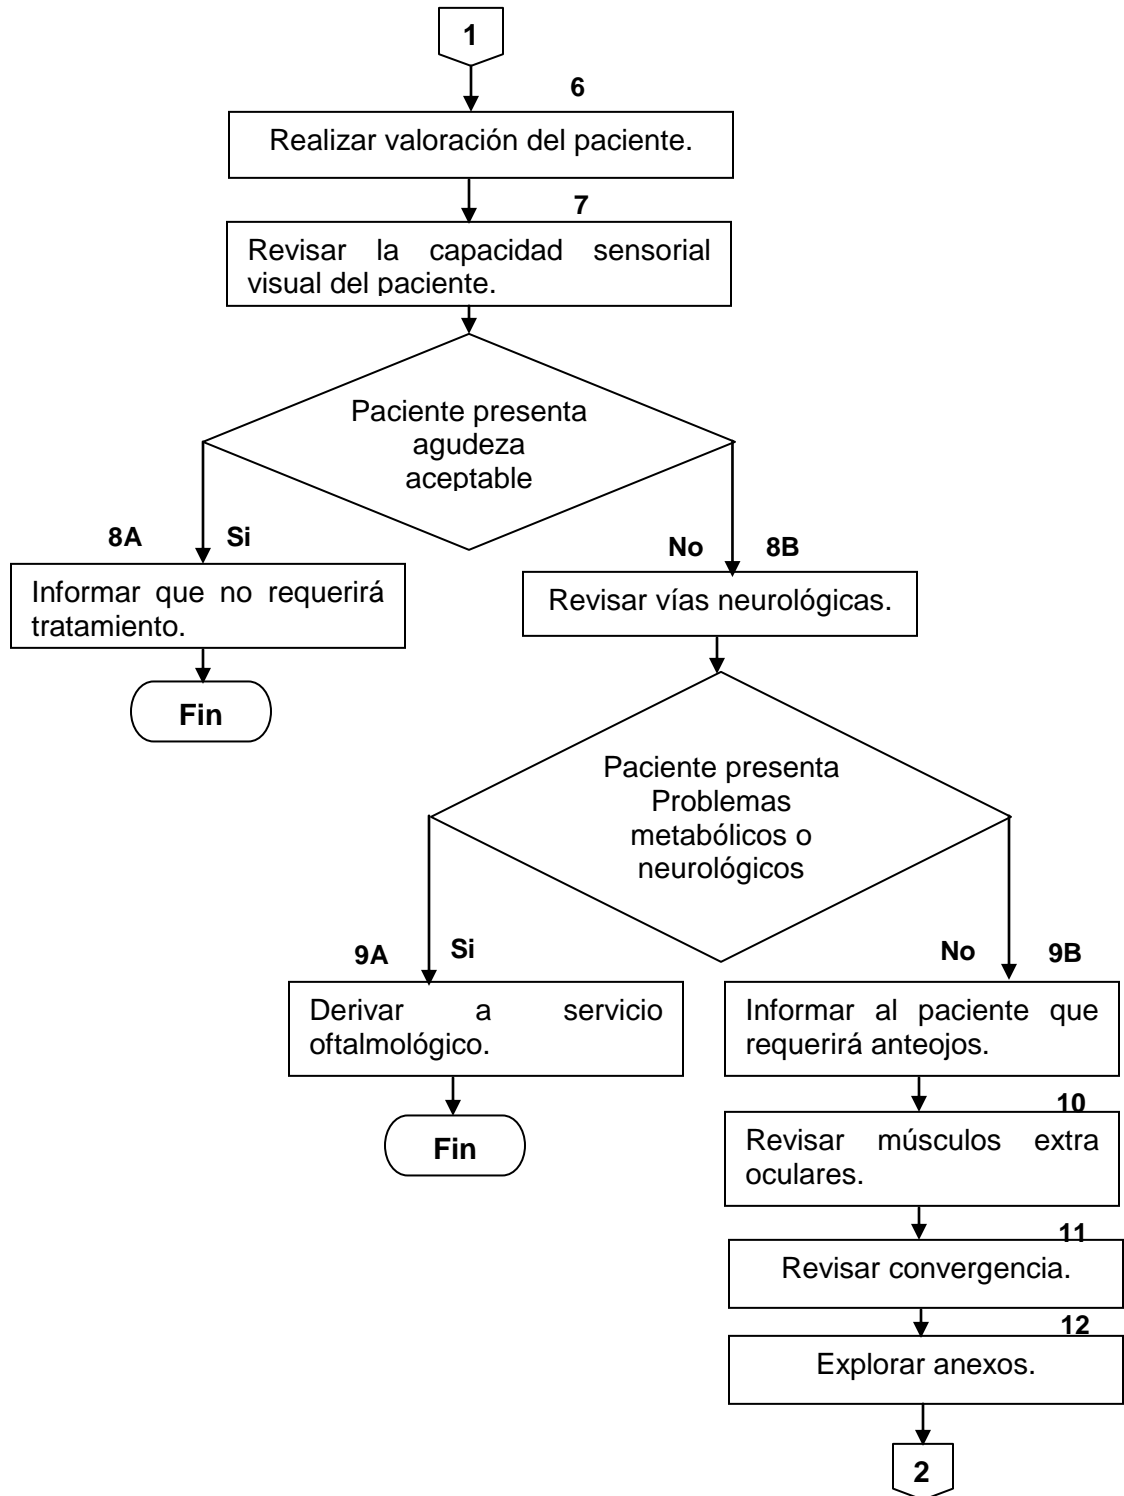 1
6
Realizar valoración del paciente.
7
Revisar la capacidad sensorial
visual del paciente.
Paciente presenta
agudeza
aceptable
8A Si
No 8B
Informar que no requerirá
tratamiento.
Revisar vías neurológicas.
Fin
Paciente presenta
Problemas
metabólicos o
neurológicos
9A Si
No 9B
Derivar a servicio
oftalmológico.
Informar al paciente que
requerirá anteojos.
Fin
10
Revisar músculos extra
oculares.
11
Revisar convergencia.
12
Explorar anexos.
2